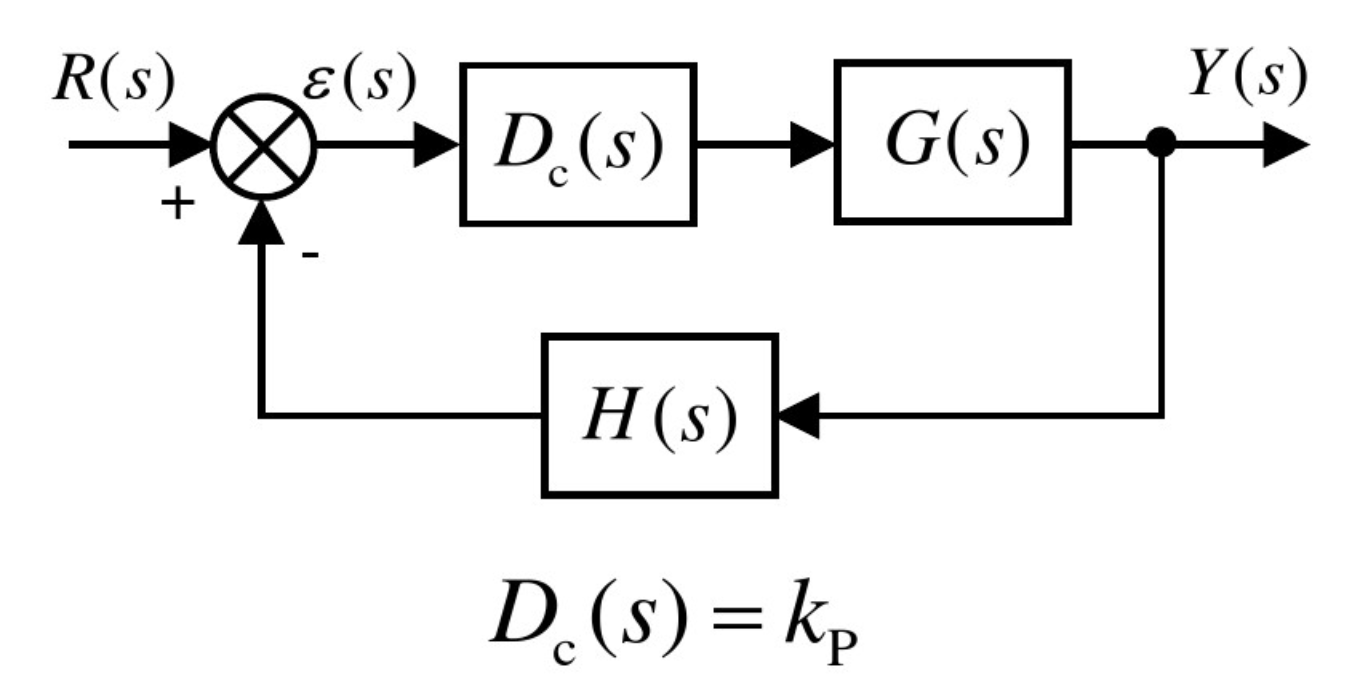 R(s)
ε(s)
D_c(s)
G(s)
Y(s)
+
-
H(s)
D_c(s) = k_P